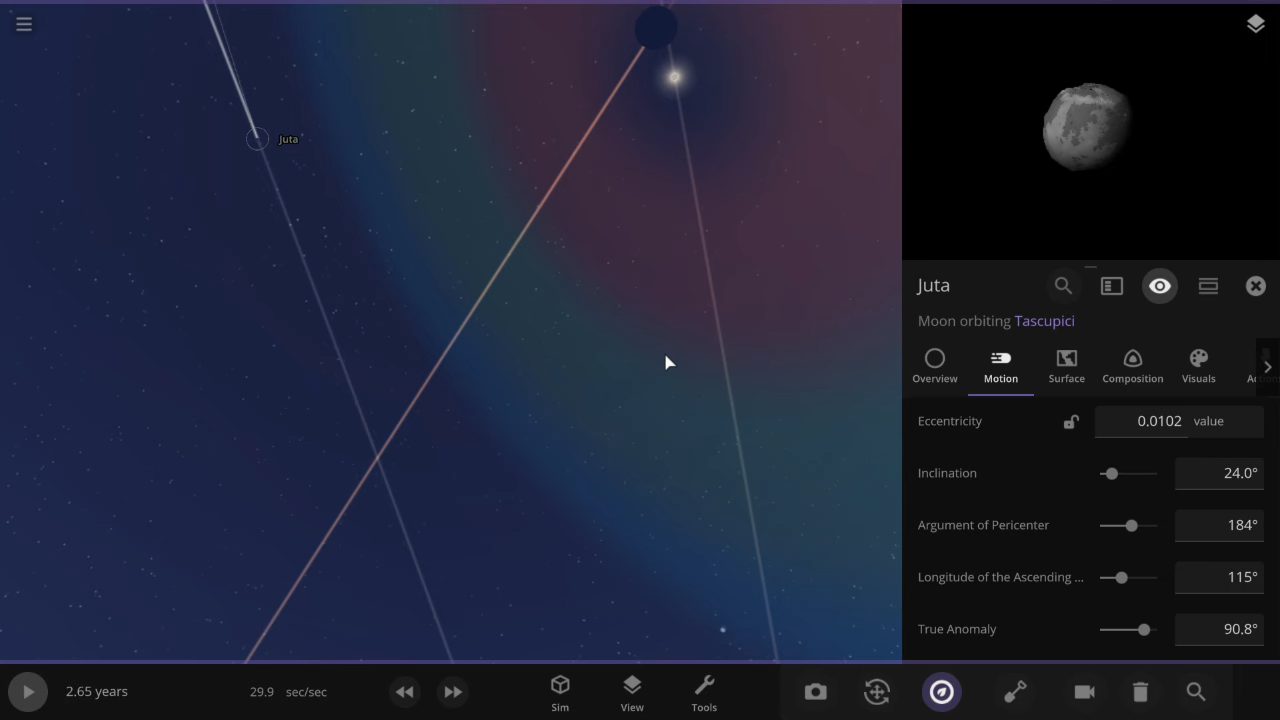 Juta
Juta
Moon orbiting Tascupici
Overview Motion Surface Composition Visuals
Eccentricity 0.0102 value
Inclination 24.0°
Argument of Pericenter 184°
Longitude of the Ascending ... 115°
True Anomaly 90.8°
2.65 years 29.9 sec/sec Sim View Tools